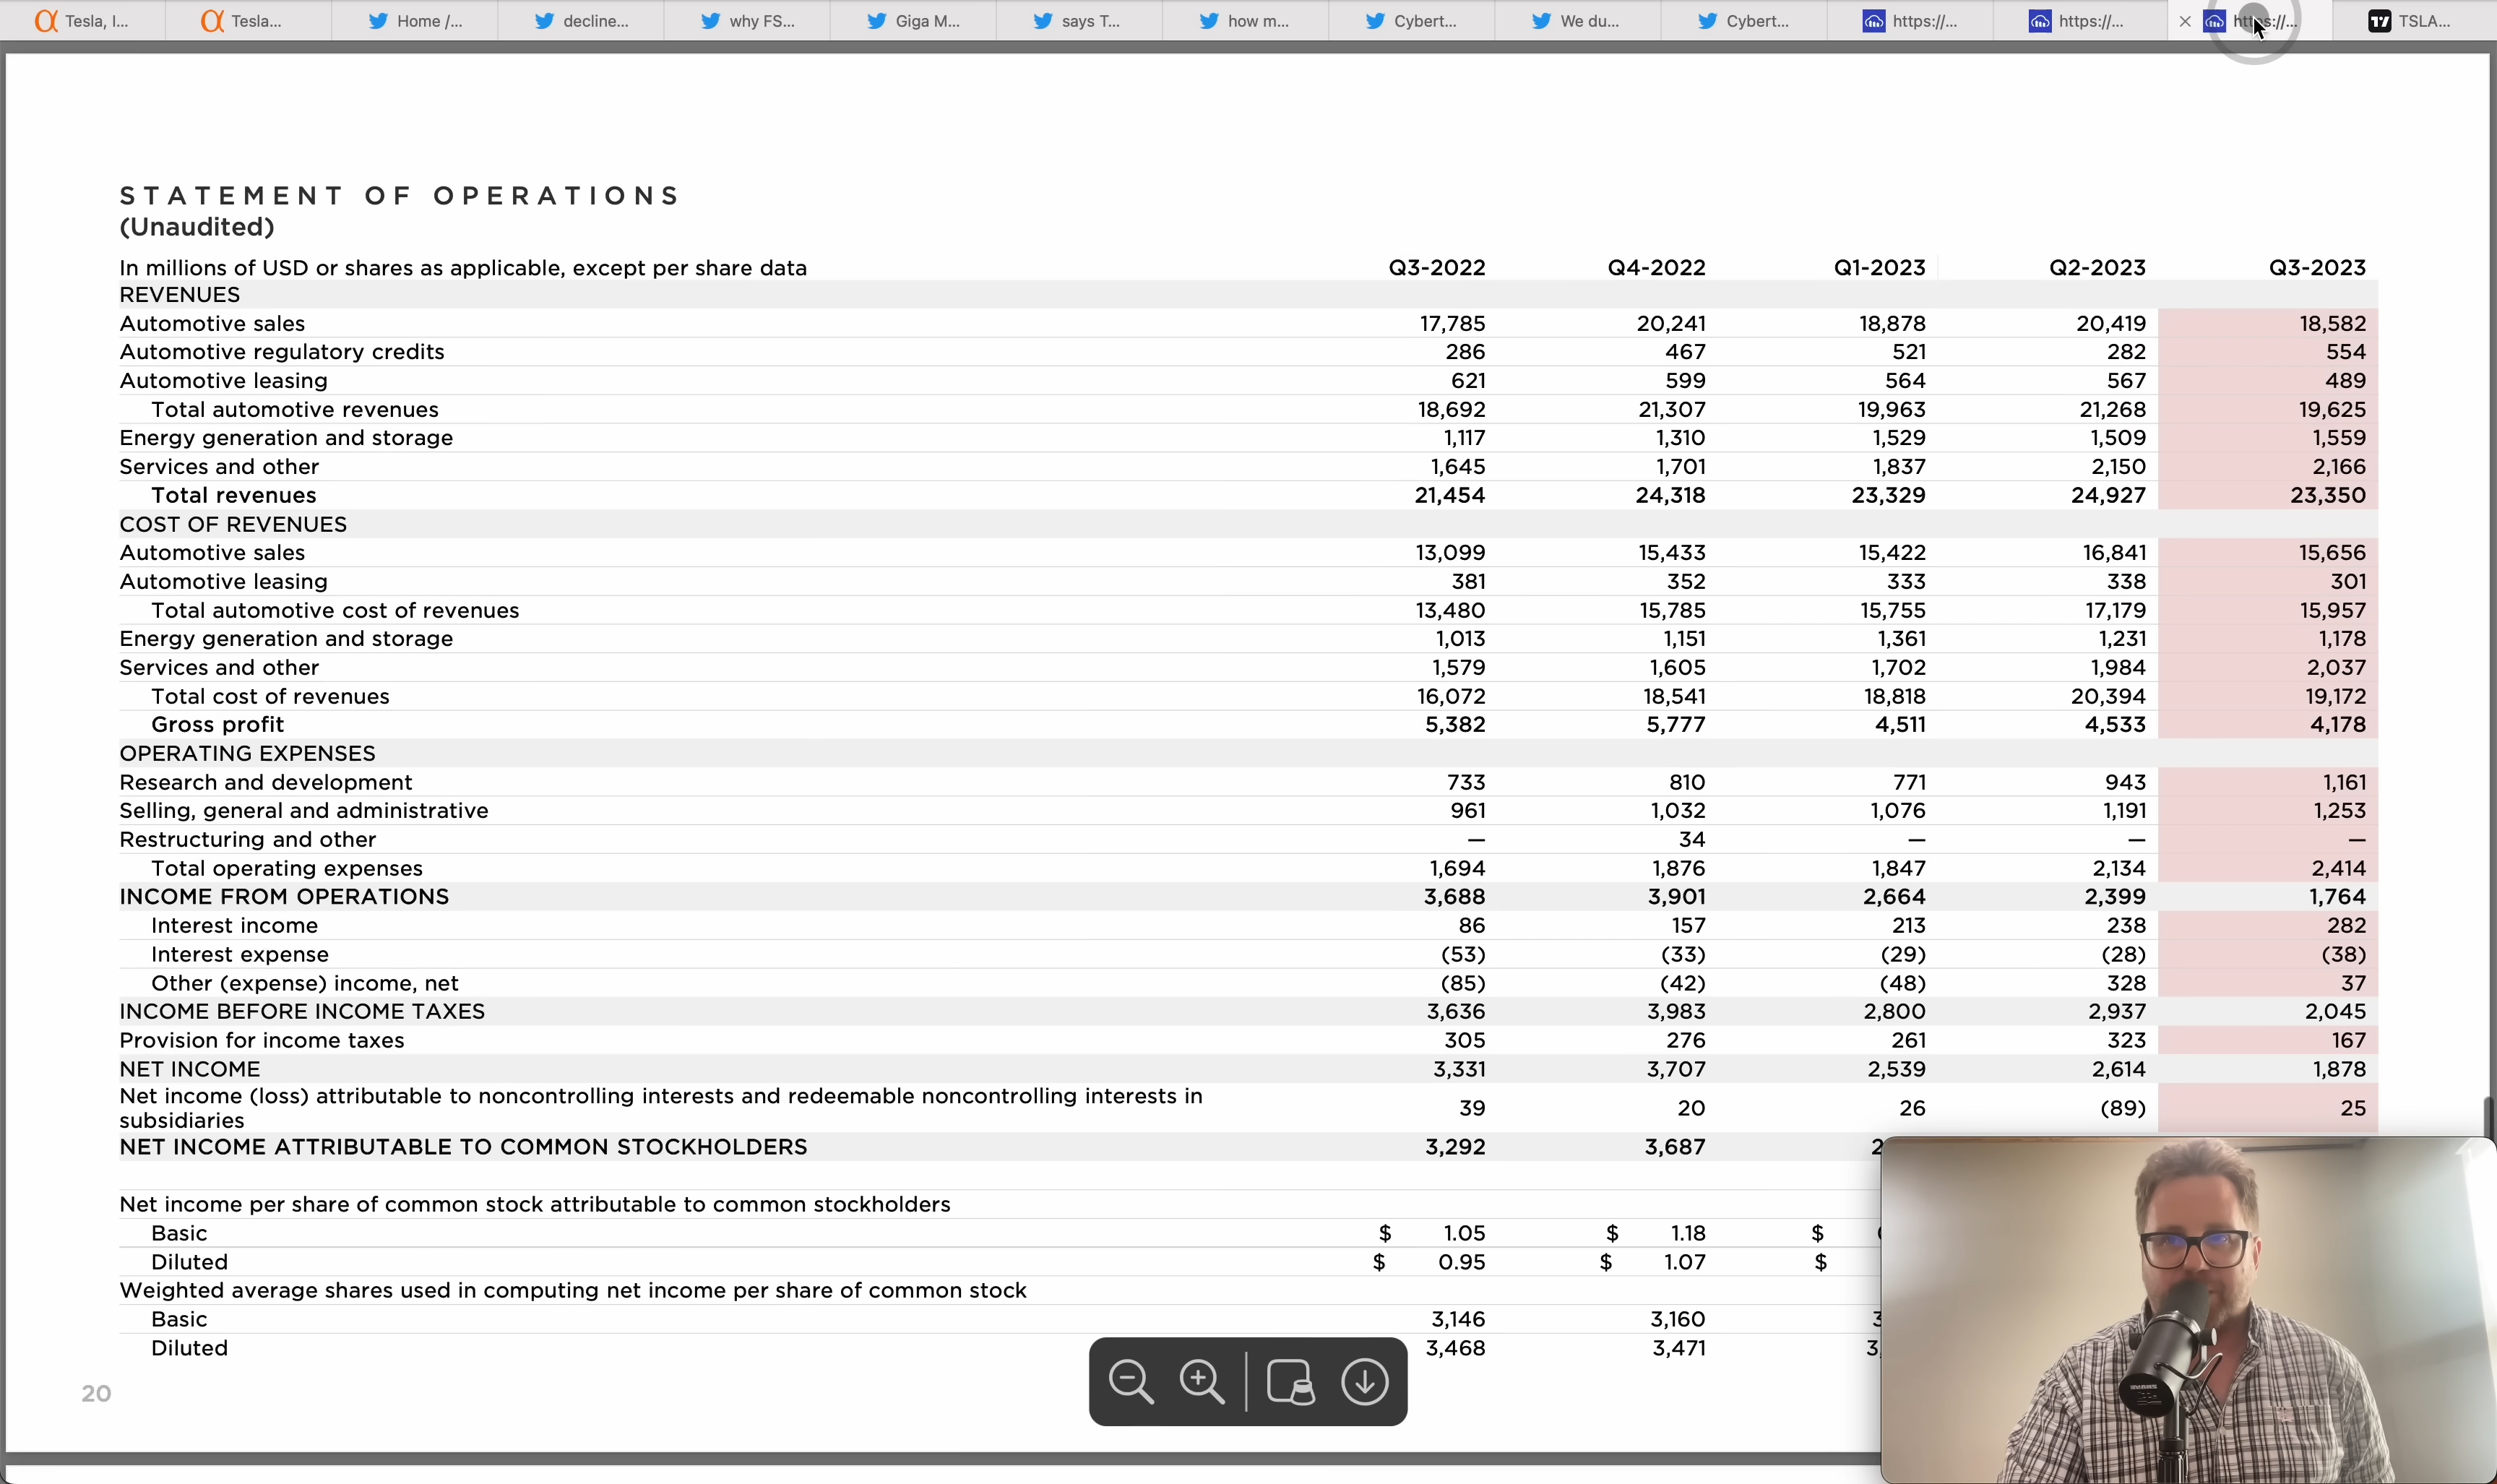 Tesla, I...
Tesla...
Home /...
decline...
why FS...
Giga M...
says T...
how m...
Cybert...
We du...
Cybert...
https://...
https://...
https://...
TSLA...
STATEMENT OF OPERATIONS
(Unaudited)
In millions of USD or shares as applicable, except per share data Q3-2022 Q4-2022 Q1-2023 Q2-2023 Q3-2023
REVENUES
Automotive sales 17,785 20,241 18,878 20,419 18,582
Automotive regulatory credits 286 467 521 282 554
Automotive leasing 621 599 564 567 489
Total automotive revenues 18,692 21,307 19,963 21,268 19,625
Energy generation and storage 1,117 1,310 1,529 1,509 1,559
Services and other 1,645 1,701 1,837 2,150 2,166
Total revenues 21,454 24,318 23,329 24,927 23,350
COST OF REVENUES
Automotive sales 13,099 15,433 15,422 16,841 15,656
Automotive leasing 381 352 333 338 301
Total automotive cost of revenues 13,480 15,785 15,755 17,179 15,957
Energy generation and storage 1,013 1,151 1,361 1,231 1,178
Services and other 1,579 1,605 1,702 1,984 2,037
Total cost of revenues 16,072 18,541 18,818 20,394 19,172
Gross profit 5,382 5,777 4,511 4,533 4,178
OPERATING EXPENSES
Research and development 733 810 771 943 1,161
Selling, general and administrative 961 1,032 1,076 1,191 1,253
Restructuring and other — 34 — — —
Total operating expenses 1,694 1,876 1,847 2,134 2,414
INCOME FROM OPERATIONS 3,688 3,901 2,664 2,399 1,764
Interest income 86 157 213 238 282
Interest expense (53) (33) (29) (28) (38)
Other (expense) income, net (85) (42) (48) 328 37
INCOME BEFORE INCOME TAXES 3,636 3,983 2,800 2,937 2,045
Provision for income taxes 305 276 261 323 167
NET INCOME 3,331 3,707 2,539 2,614 1,878
Net income (loss) attributable to noncontrolling interests and redeemable noncontrolling interests in
subsidiaries 39 20 26 (89) 25
NET INCOME ATTRIBUTABLE TO COMMON STOCKHOLDERS 3,292 3,687 2
Net income per share of common stock attributable to common stockholders
Basic $ 1.05 $ 1.18 $
Diluted $ 0.95 $ 1.07 $
Weighted average shares used in computing net income per share of common stock
Basic 3,146 3,160 3
Diluted 3,468 3,471 3,
20